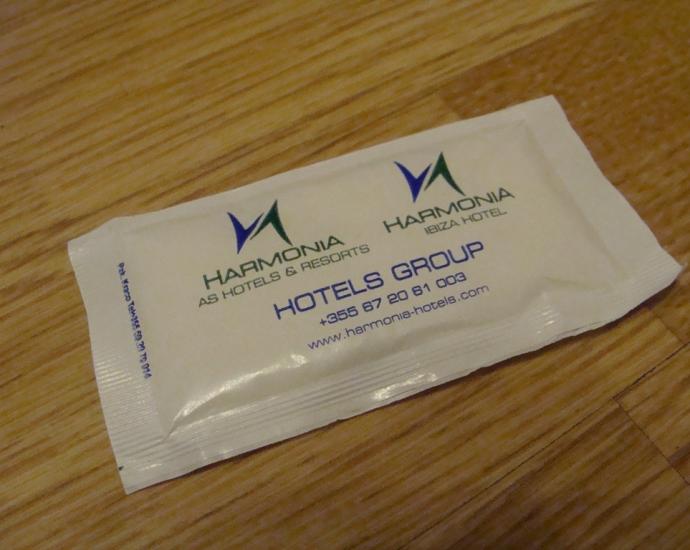 HARMONIA
AS HOTELS & RESORTS
HARMONIA
IBIZA HOTEL
HOTELS GROUP
+355 67 20 61 003
www.harmonia-hotels.com